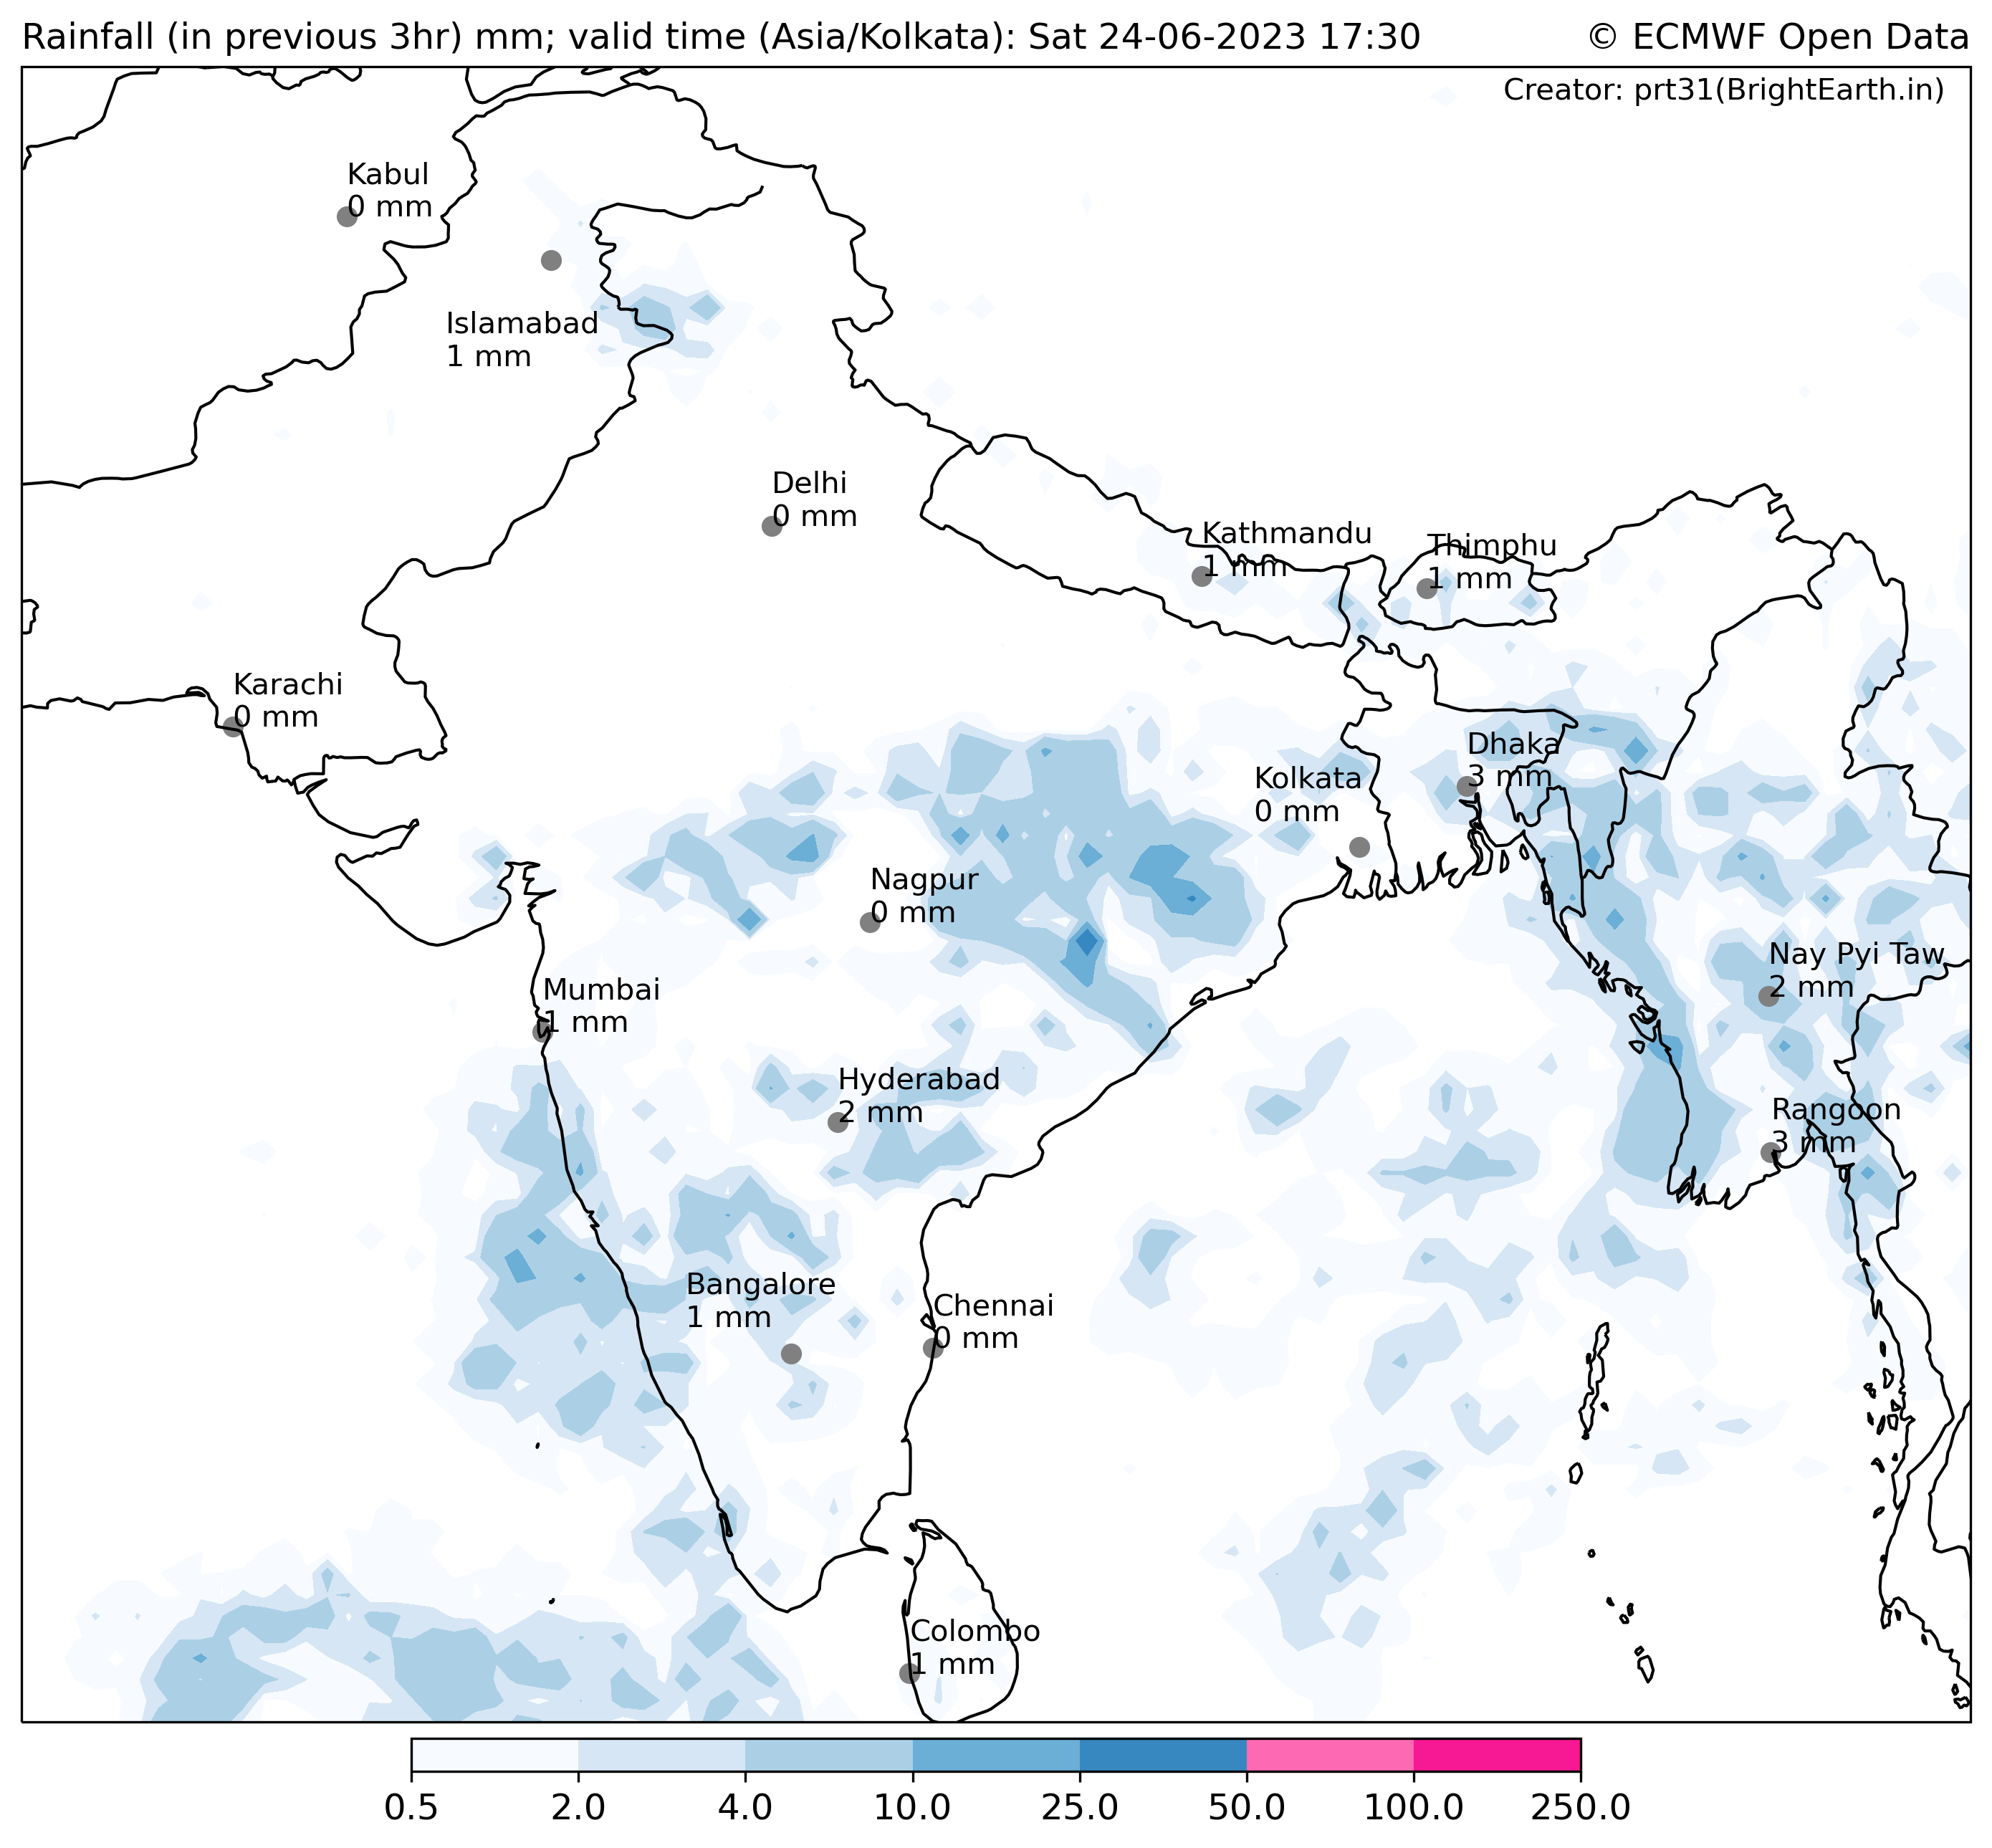 Rainfall (in previous 3hr) mm; valid time (Asia/Kolkata): Sat 24-06-2023 17:30
© ECMWF Open Data
Creator: prt31(BrightEarth.in)
Kabul
0 mm
Islamabad
1 mm
Delhi
0 mm
Kathmandu
1 mm
Thimphu
1 mm
Karachi
0 mm
Dhaka
3 mm
Kolkata
0 mm
Nagpur
0 mm
Nay Pyi Taw
2 mm
Mumbai
1 mm
Hyderabad
2 mm
Rangoon
3 mm
Bangalore
1 mm
Chennai
0 mm
Colombo
1 mm
0.5 2.0 4.0 10.0 25.0 50.0 100.0 250.0